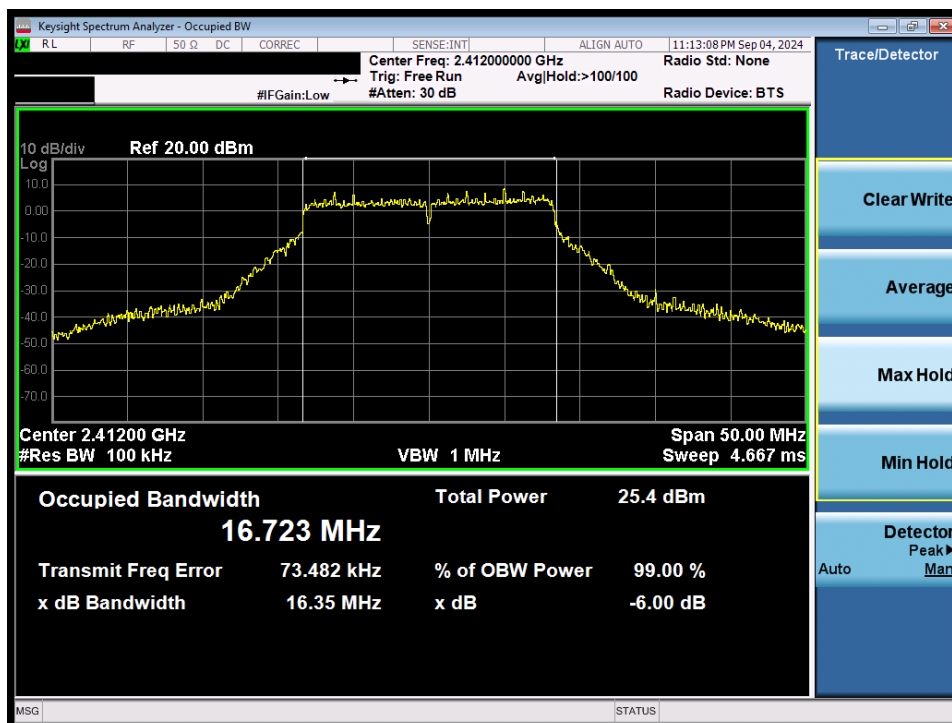 Keysight Spectrum Analyzer - Occupied BW
LXI RL RF 50 Ω DC CORREC SENSE:INT ALIGN AUTO 11:13:08 PM Sep 04, 2024
Center Freq: 2.412000000 GHz Radio Std: None
Trig: Free Run Avg|Hold:>100/100
#IFGain:Low #Atten: 30 dB Radio Device: BTS
10 dB/div Ref 20.00 dBm
Log
10.0
0.00
-10.0
-20.0
-30.0
-40.0
-50.0
-60.0
-70.0
Center 2.41200 GHz Span 50.00 MHz
#Res BW 100 kHz VBW 1 MHz Sweep 4.667 ms
Occupied Bandwidth Total Power 25.4 dBm
16.723 MHz
Transmit Freq Error 73.482 kHz % of OBW Power 99.00 %
x dB Bandwidth 16.35 MHz x dB -6.00 dB
MSG STATUS
Trace/Detector
Clear Write
Average
Max Hold
Min Hold
Detector
Peak▶
Auto Man